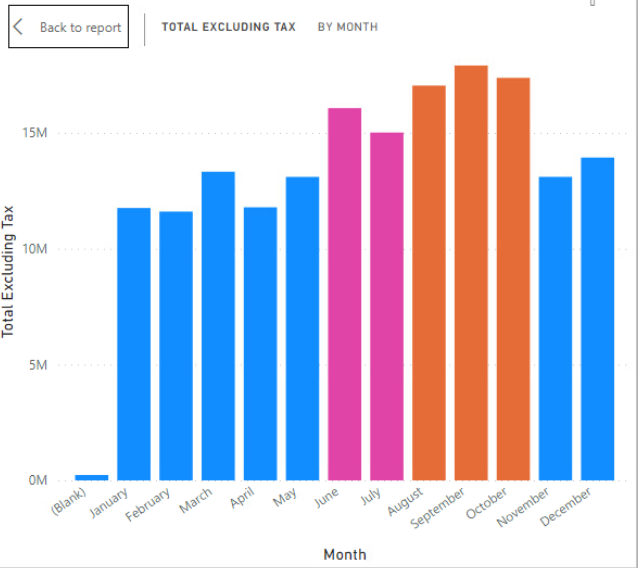 Back to report
TOTAL EXCLUDING TAX BY MONTH
15M
10M
5M
0M
Total Excluding Tax
(Blank)
January
February
March
April
May
June
July
August
September
October
November
December
Month